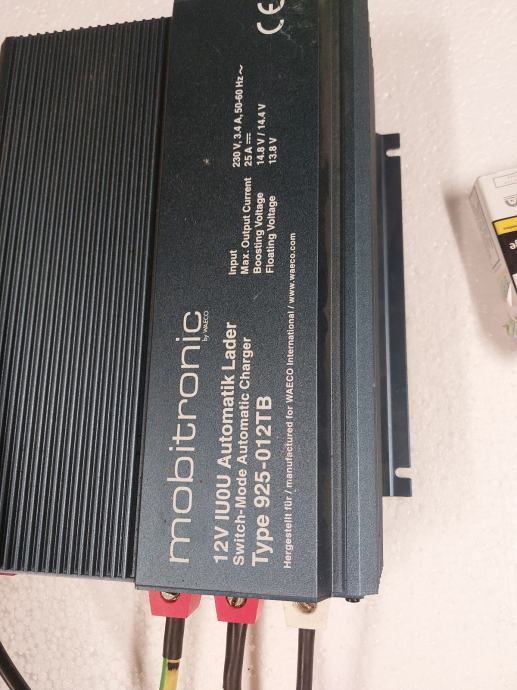 mobitronic
by WAECO
12V IU0U Automatik Lader
Switch-Mode Automatic Charger
Type 925-012TB
Input 230 V, 3.4 A, 50-60 Hz ~
Max. Output Current 25 A ⎓
Boosting Voltage 14.8 V / 14.4 V
Floating Voltage 13.8 V
Hergestellt für / manufactured for WAECO International / www.waeco.com
CE